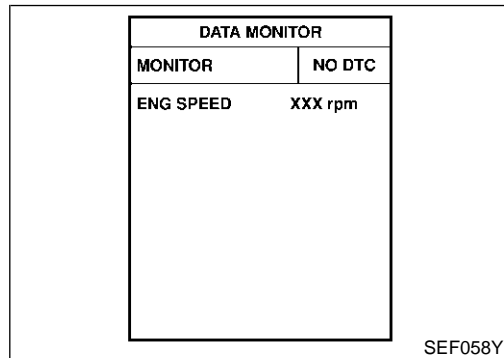 DATA MONITOR
MONITOR NO DTC
ENG SPEED XXX rpm
SEF058Y